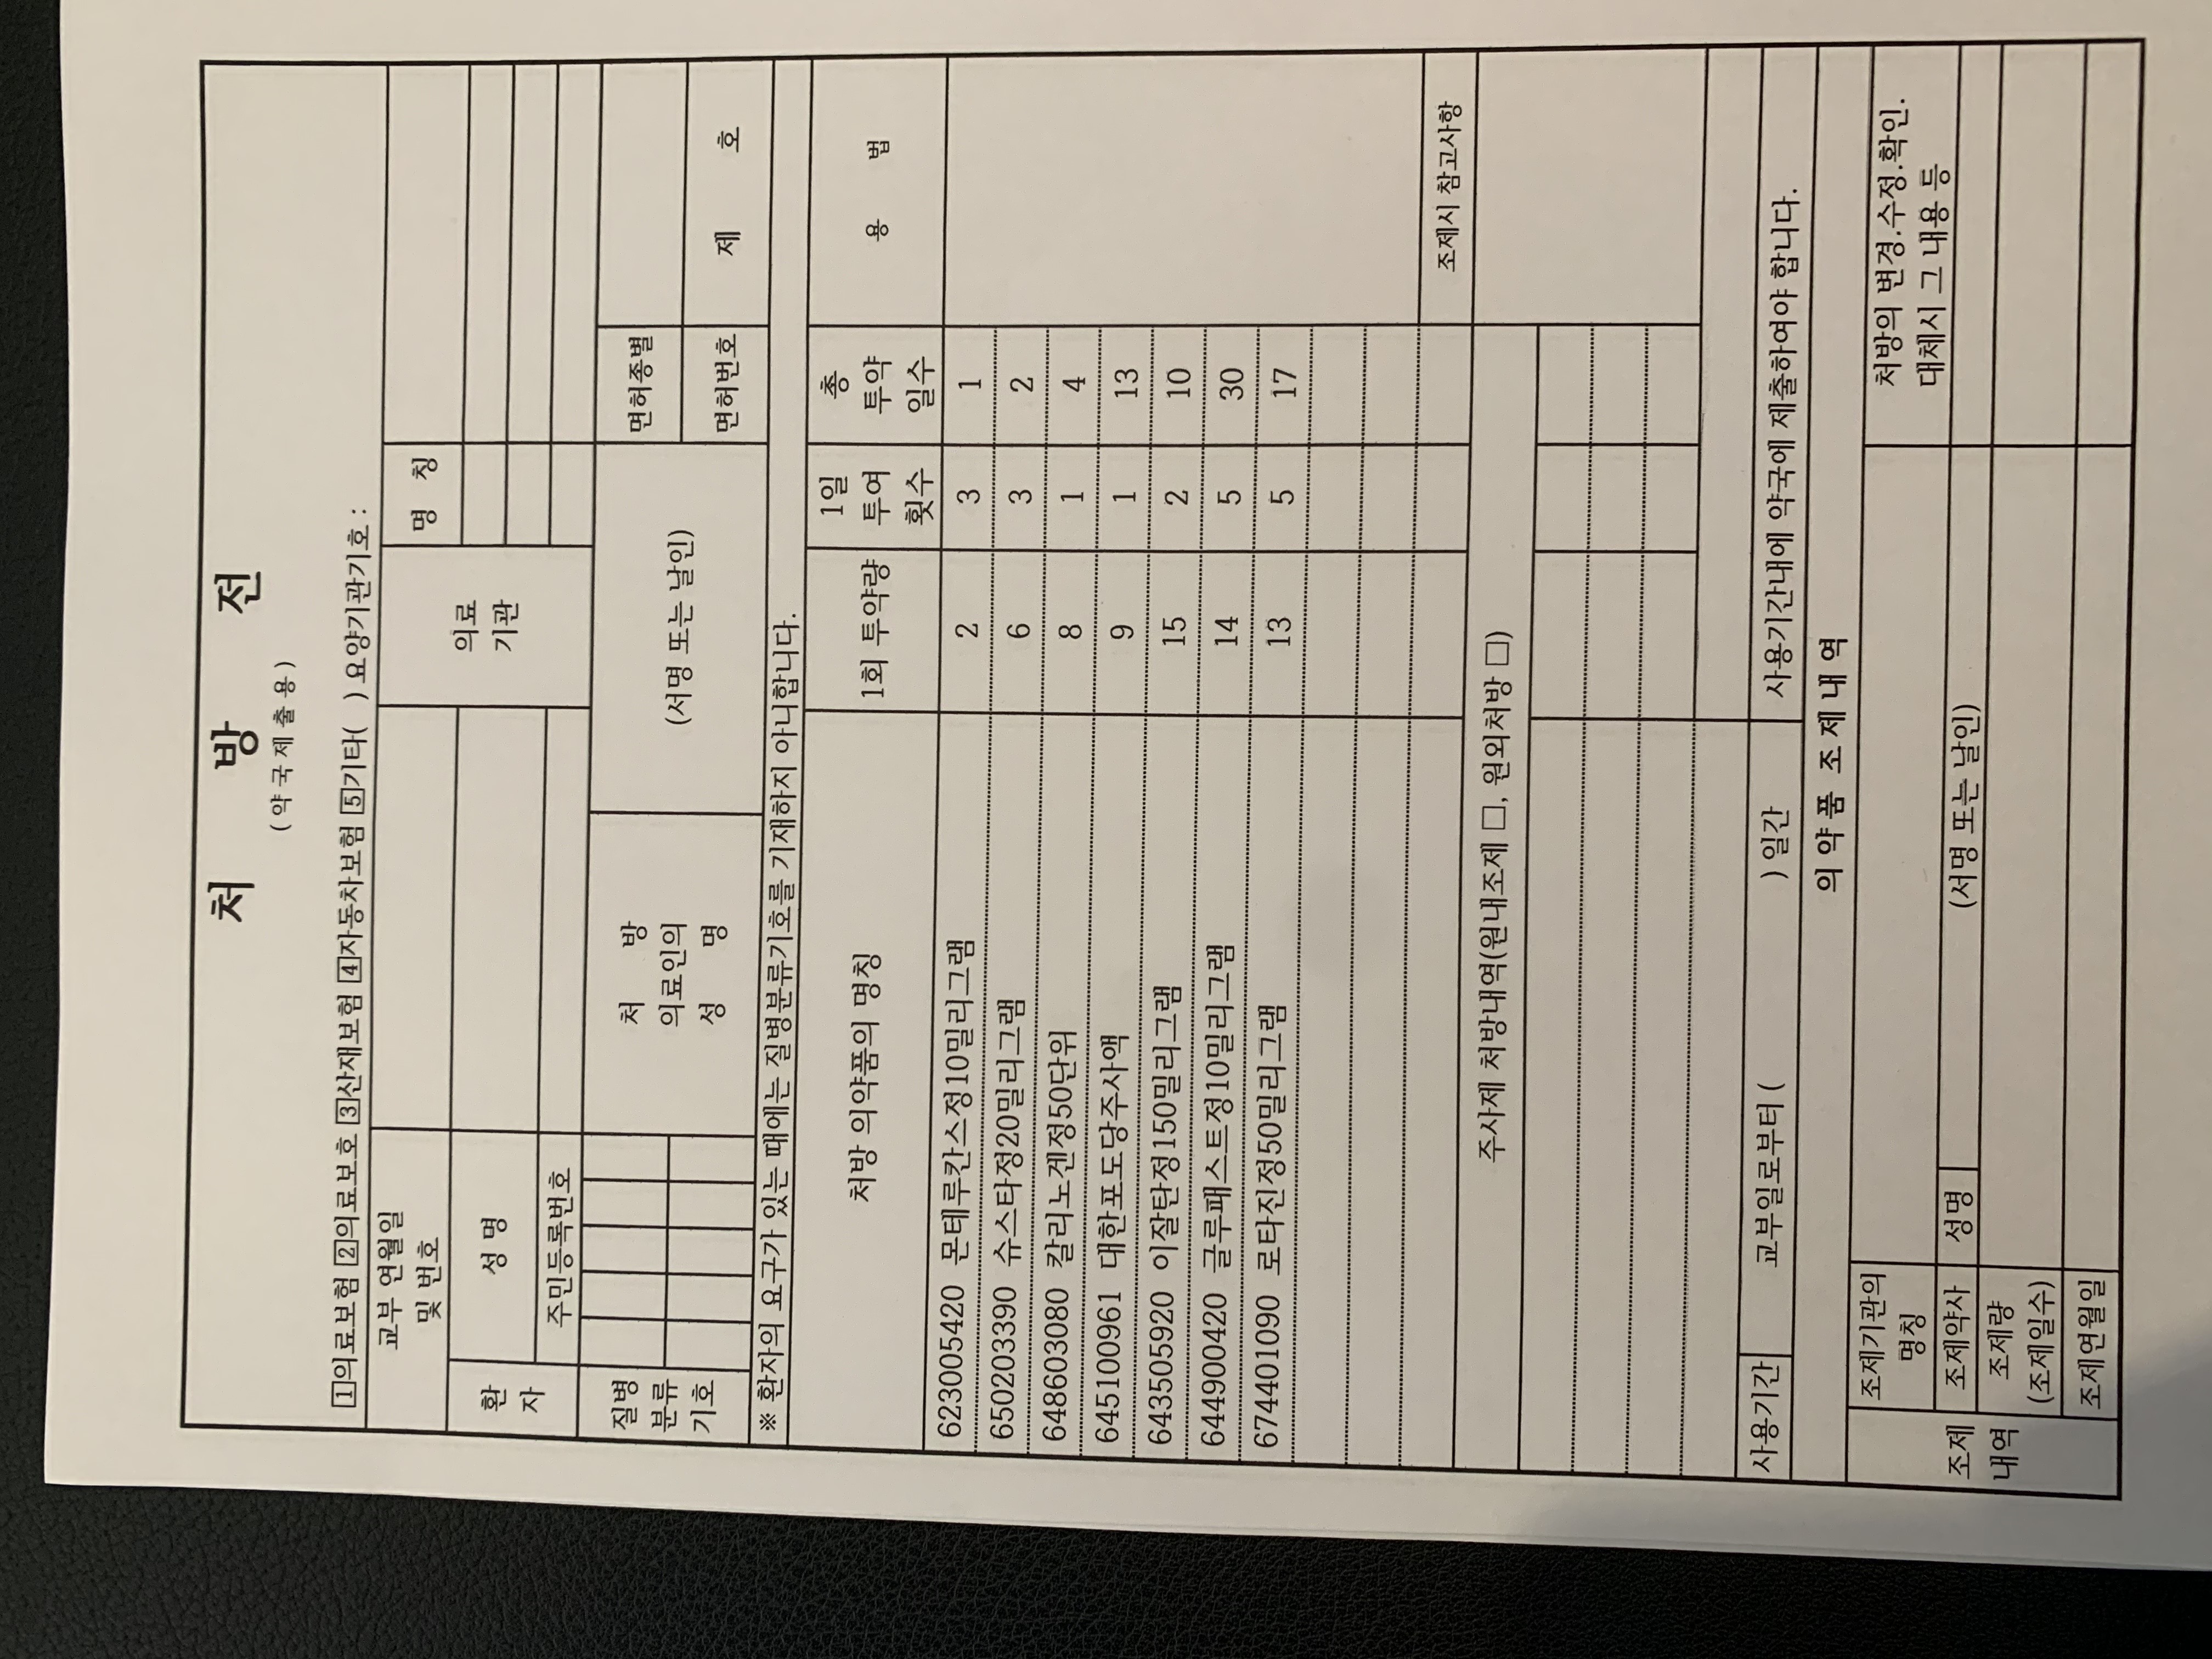 처 방 전
(약국제출용)
1의료보험 2의료보호 3산재보험 4자동차보험 5기타( ) 요양기관기호 :
교부 연월일
및 번호
의료
기관
명 칭
환
자
성 명
주민등록번호
질병
분류
기호
처 방
의료인의
성 명
(서명 또는 날인)
면허종별
면허번호
제 호
※ 환자의 요구가 있는 때에는 질병분류기호를 기재하지 아니합니다.
처방 의약품의 명칭
1회 투약량
1일
투여
횟수
총
투약
일수
용 법
623005420 몬테루칸스정10밀리그램 2 3 1
650203390 슈스타정20밀리그램 6 3 2
648603080 칼리노겐정50단위 8 1 4
645100961 대한포도당주사액 9 1 13
643505920 이잘탄정150밀리그램 15 2 10
644900420 글루패스트정10밀리그램 14 5 30
674401090 로타진정50밀리그램 13 5 17
조제시 참고사항
주사제 처방내역(원내조제 □, 원외처방 □)
사용기간 교부일로부터 ( ) 일간 사용기간내에 약국에 제출하여야 합니다.
의 약 품 조 제 내 역
조제
내역
조제기관의
명칭
처방의 변경.수정.확인.
대체시 그 내용 등
조제약사 성명 (서명 또는 날인)
조제량
(조제일수)
조제연월일